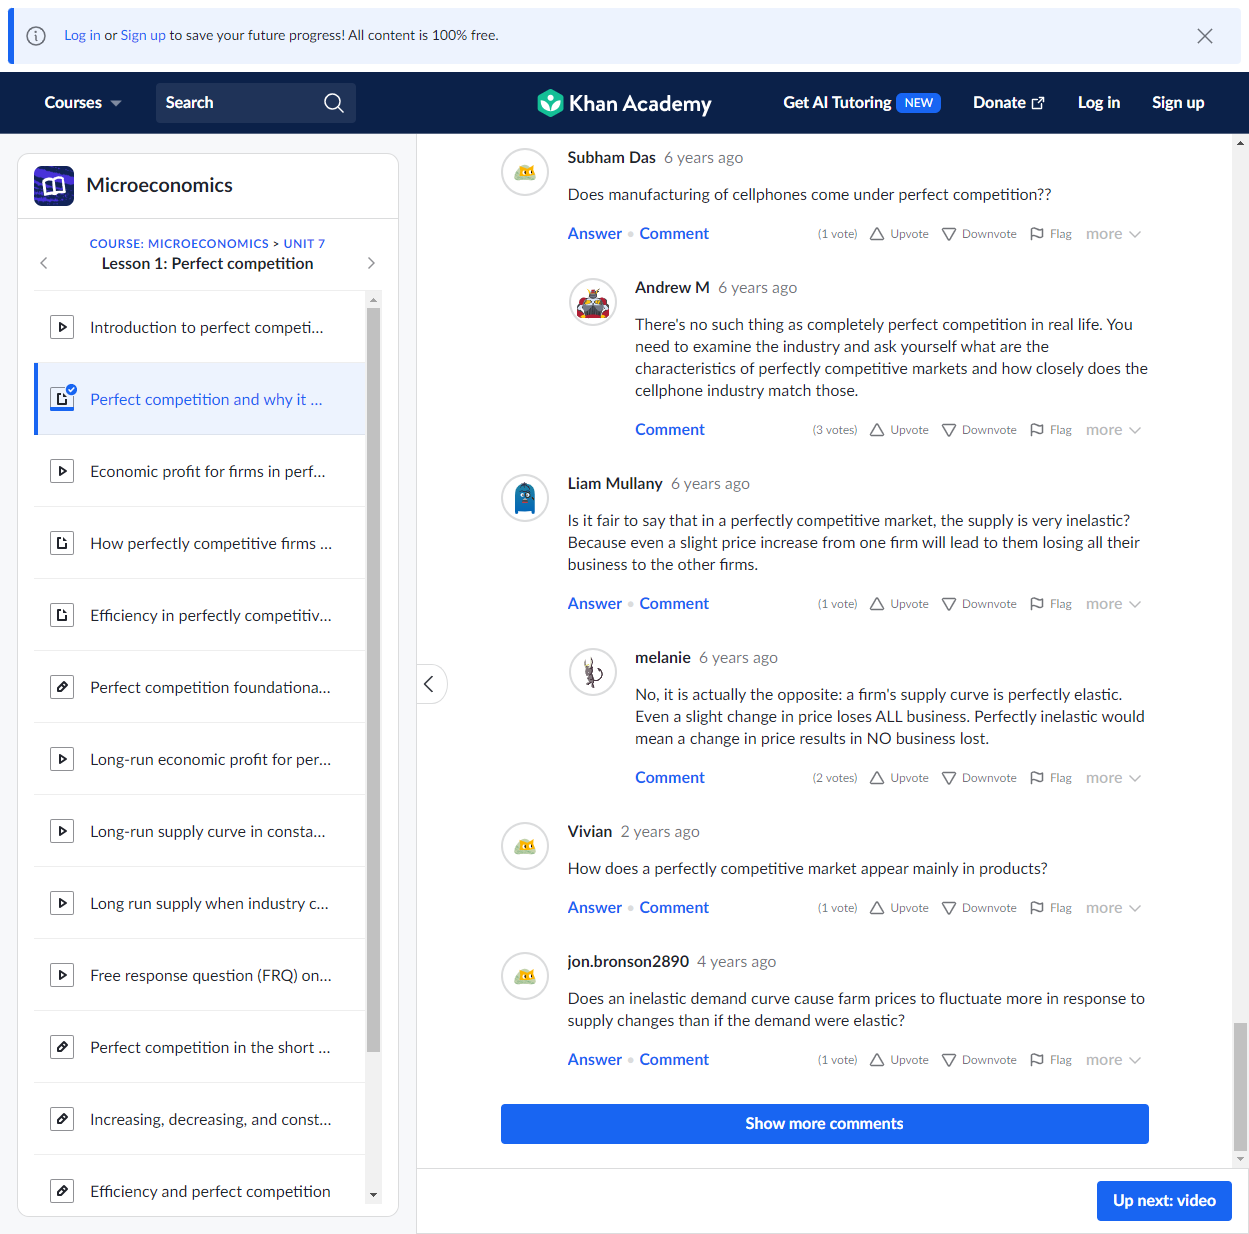 Log in or Sign up to save your future progress! All content is 100% free.
Courses
Search
Khan Academy
Get AI Tutoring NEW
Donate
Log in
Sign up
Microeconomics
COURSE: MICROECONOMICS > UNIT 7
Lesson 1: Perfect competition
Introduction to perfect competi...
Perfect competition and why it ...
Economic profit for firms in perf...
How perfectly competitive firms ...
Efficiency in perfectly competitiv...
Perfect competition foundationa...
Long-run economic profit for per...
Long-run supply curve in consta...
Long run supply when industry c...
Free response question (FRQ) on...
Perfect competition in the short ...
Increasing, decreasing, and const...
Efficiency and perfect competition
Subham Das 6 years ago
Does manufacturing of cellphones come under perfect competition??
Answer • Comment (1 vote) Upvote Downvote Flag more
Andrew M 6 years ago
There's no such thing as completely perfect competition in real life. You
need to examine the industry and ask yourself what are the
characteristics of perfectly competitive markets and how closely does the
cellphone industry match those.
Comment (3 votes) Upvote Downvote Flag more
Liam Mullany 6 years ago
Is it fair to say that in a perfectly competitive market, the supply is very inelastic?
Because even a slight price increase from one firm will lead to them losing all their
business to the other firms.
Answer • Comment (1 vote) Upvote Downvote Flag more
melanie 6 years ago
No, it is actually the opposite: a firm's supply curve is perfectly elastic.
Even a slight change in price loses ALL business. Perfectly inelastic would
mean a change in price results in NO business lost.
Comment (2 votes) Upvote Downvote Flag more
Vivian 2 years ago
How does a perfectly competitive market appear mainly in products?
Answer • Comment (1 vote) Upvote Downvote Flag more
jon.bronson2890 4 years ago
Does an inelastic demand curve cause farm prices to fluctuate more in response to
supply changes than if the demand were elastic?
Answer • Comment (1 vote) Upvote Downvote Flag more
Show more comments
Up next: video